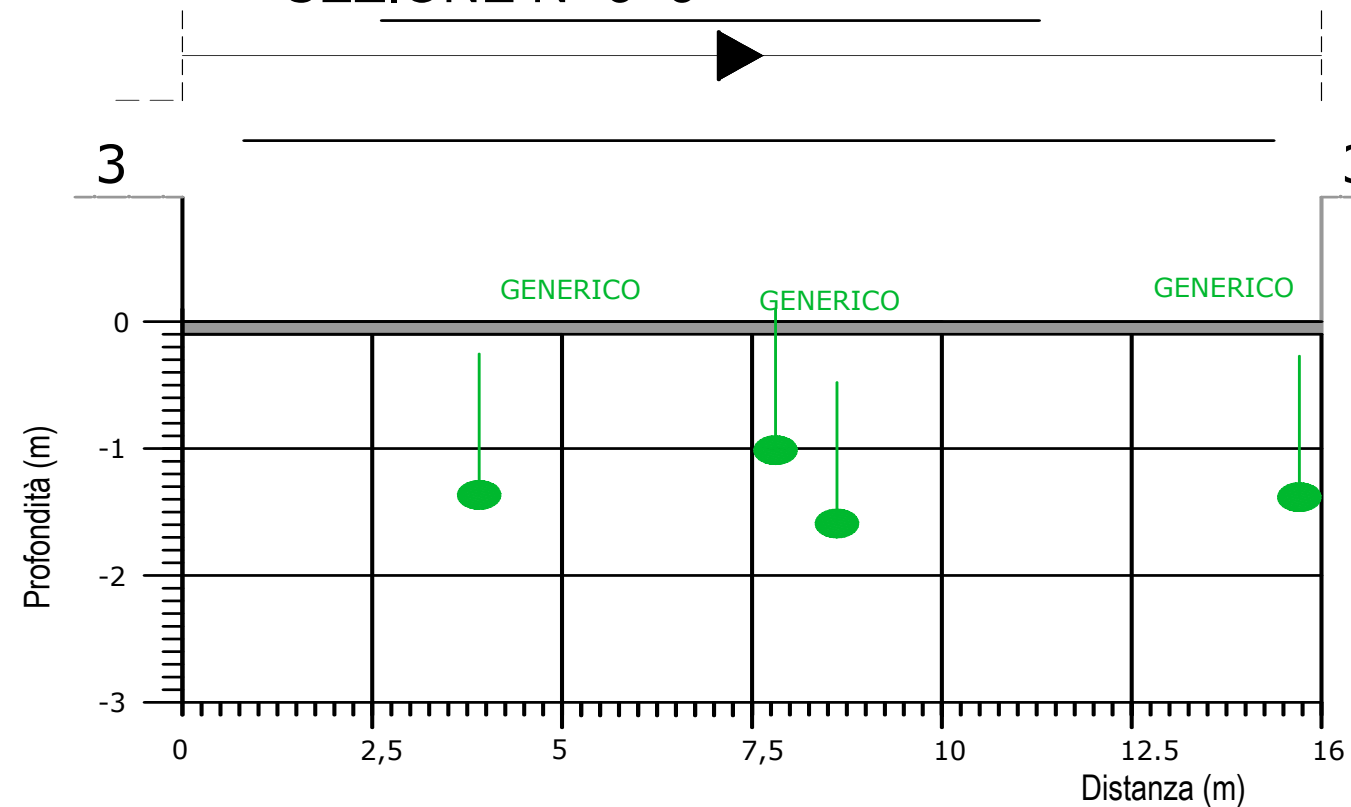 3
GENERICO
GENERICO
GENERICO
0
-1
-2
-3
Profondità (m)
0
2,5
5
7,5
10
12.5
16
Distanza (m)